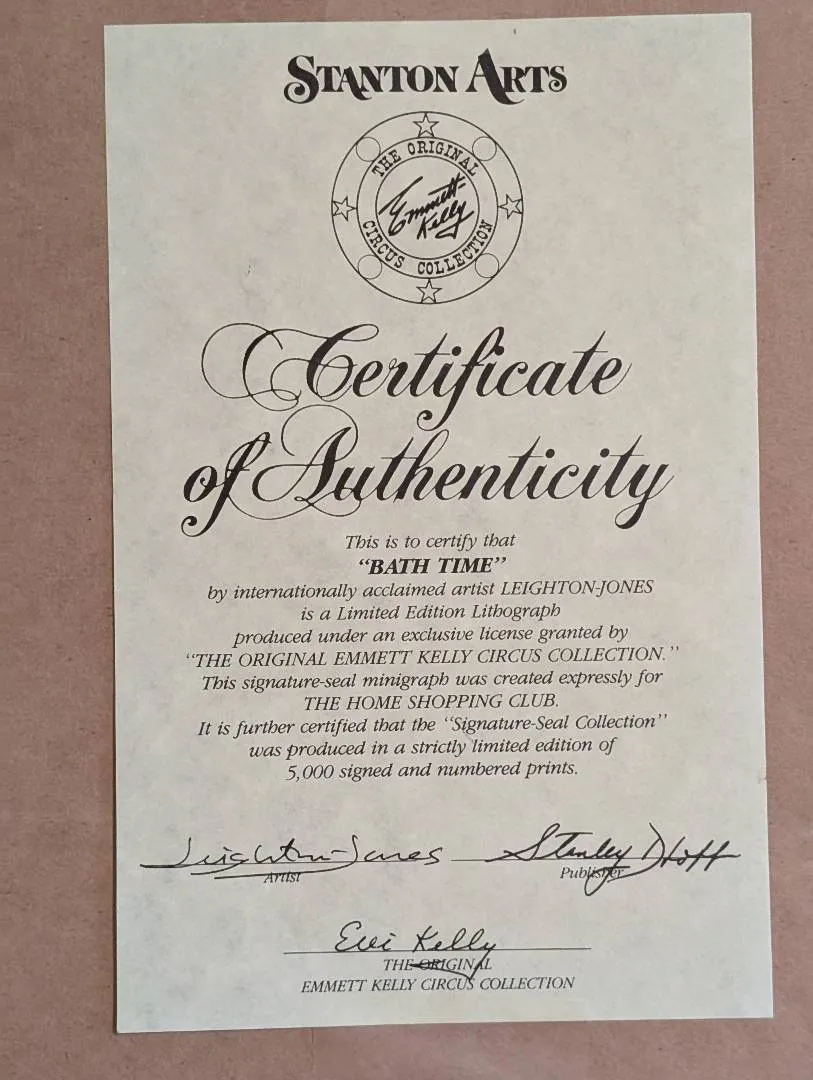 STANTON ARTS
THE ORIGINAL
Emmett
Kelly
CIRCUS COLLECTION
Certificate
of Authenticity
This is to certify that
"BATH TIME"
by internationally acclaimed artist LEIGHTON-JONES
is a Limited Edition Lithograph
produced under an exclusive license granted by
"THE ORIGINAL EMMETT KELLY CIRCUS COLLECTION."
This signature-seal minigraph was created expressly for
THE HOME SHOPPING CLUB.
It is further certified that the "Signature-Seal Collection"
was produced in a strictly limited edition of
5,000 signed and numbered prints.
Leighton-Jones Stanley
Artist Publisher
Evi Kelly
THE ORIGINAL
EMMETT KELLY CIRCUS COLLECTION